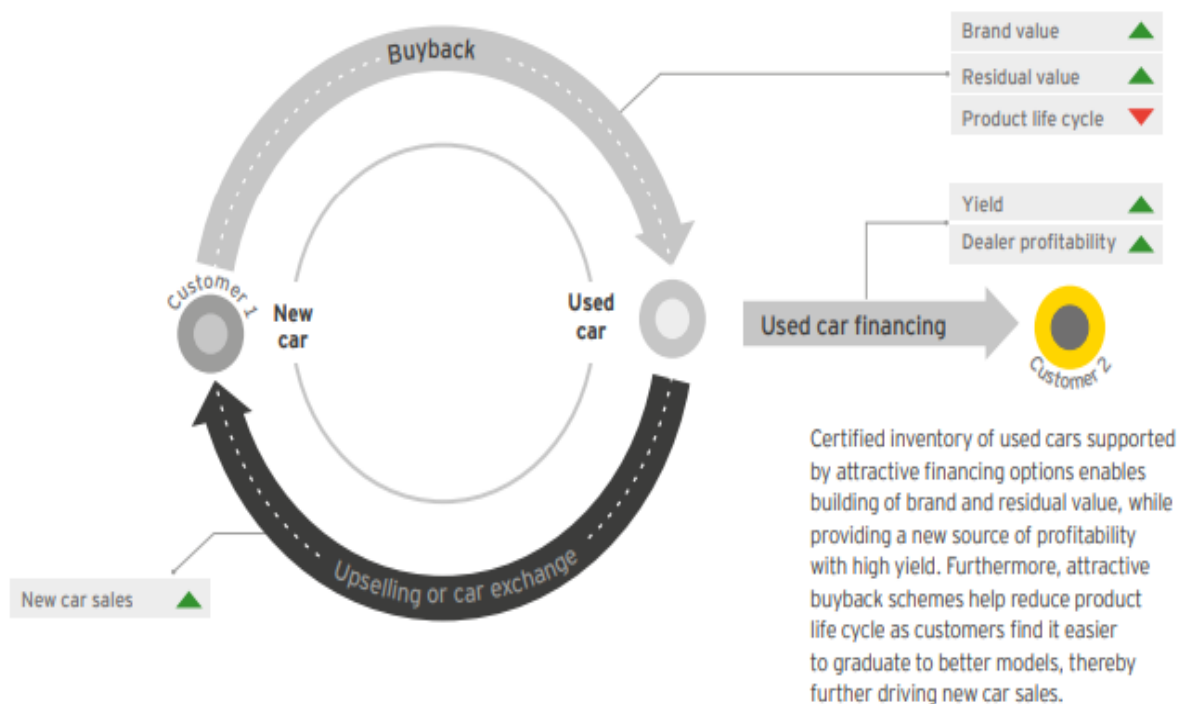 Buyback
Brand value
Residual value
Product life cycle
Yield
Dealer profitability
Customer 1
New
car
Used
car
Used car financing
Customer 2
Upselling or car exchange
New car sales
Certified inventory of used cars supported
by attractive financing options enables
building of brand and residual value, while
providing a new source of profitability
with high yield. Furthermore, attractive
buyback schemes help reduce product
life cycle as customers find it easier
to graduate to better models, thereby
further driving new car sales.